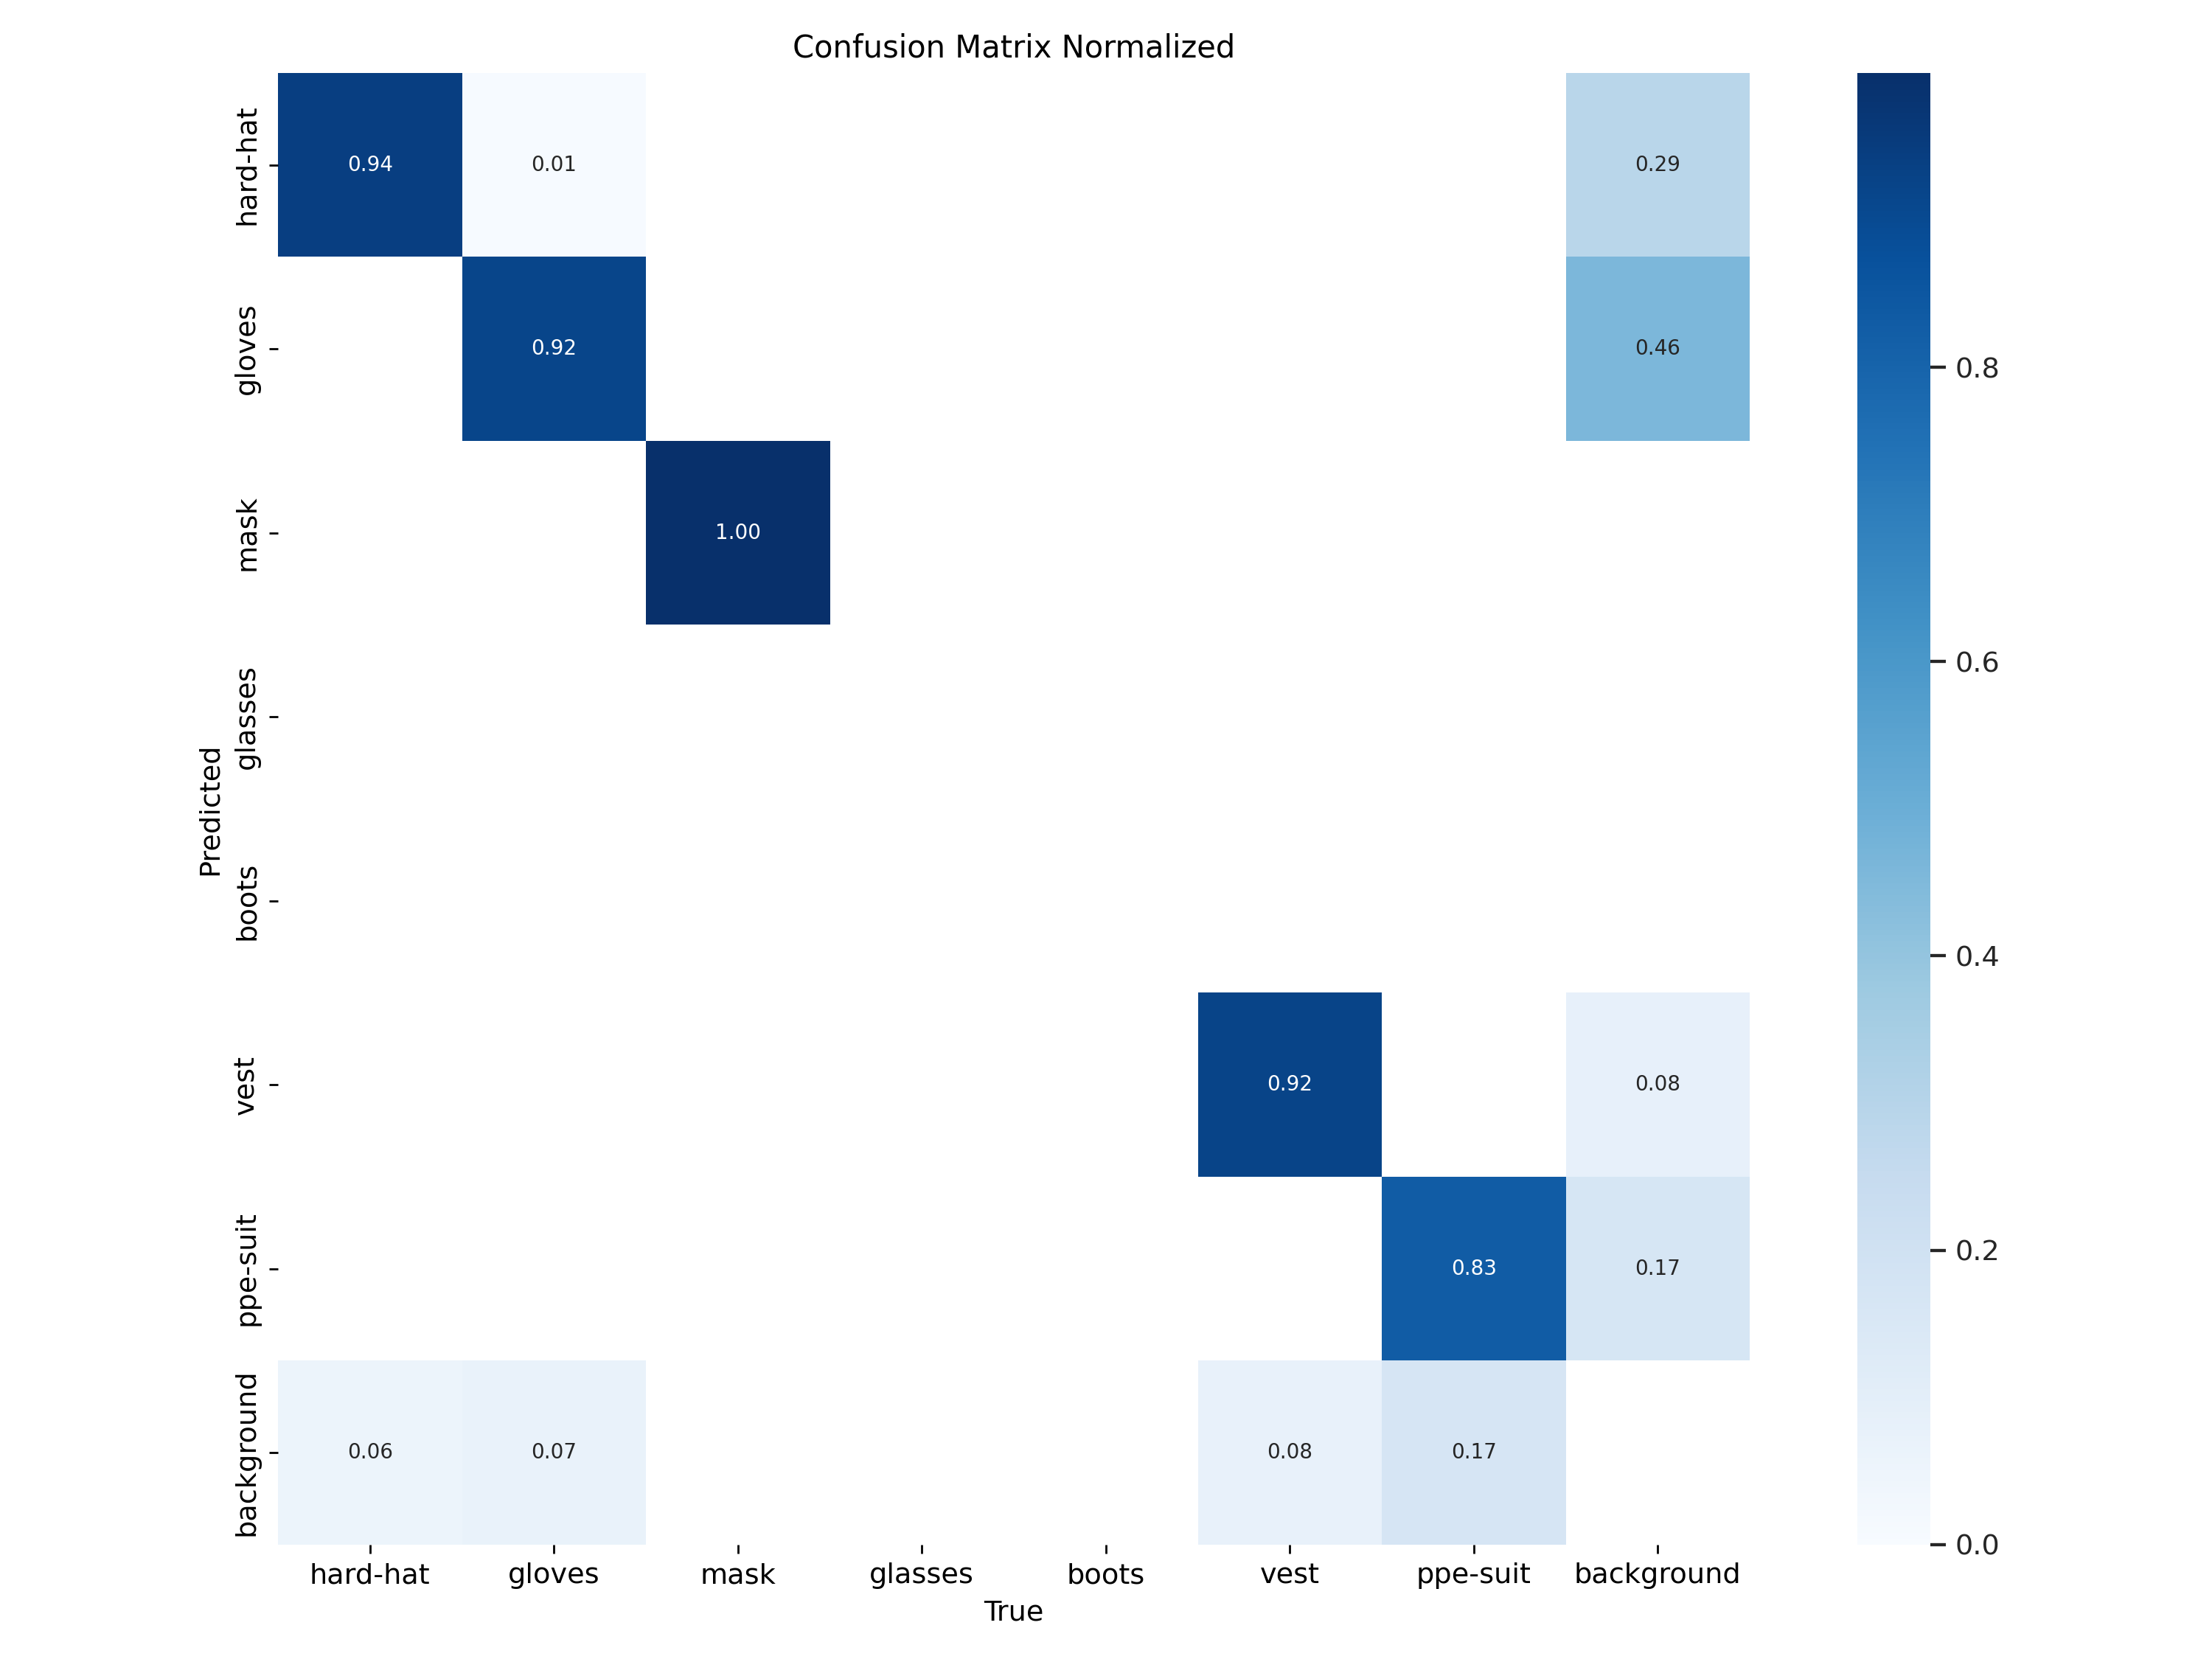 Confusion Matrix Normalized
hard-hat
0.94
0.01
0.29
gloves
0.92
0.46
mask
1.00
glasses
boots
vest
0.92
0.08
ppe-suit
0.83
0.17
background
0.06
0.07
0.08
0.17
Predicted
hard-hat
gloves
mask
glasses
boots
vest
ppe-suit
background
True
0.8
0.6
0.4
0.2
0.0